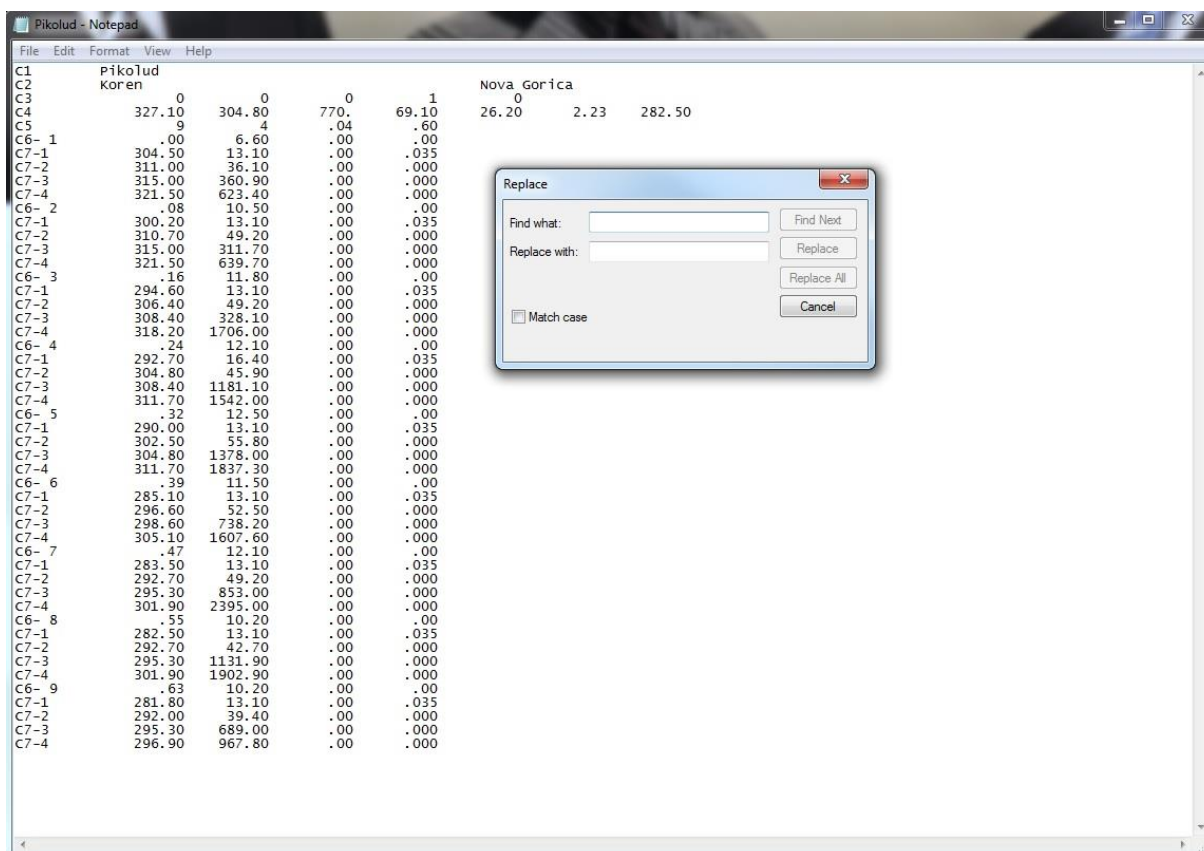 Pikolud - Notepad
File Edit Format View Help
C1 Pikolud
C2 Koren Nova Gorica
C3 0 0 0 1 0
C4 327.10 304.80 770. 69.10 26.20 2.23 282.50
C5 9 4 .04 .60
C6- 1 .00 6.60 .00 .00
C7-1 304.50 13.10 .00 .035
C7-2 311.00 36.10 .00 .000
C7-3 315.00 360.90 .00 .000
C7-4 321.50 623.40 .00 .000
C6- 2 .08 10.50 .00 .00
C7-1 300.20 13.10 .00 .035
C7-2 310.70 49.20 .00 .000
C7-3 315.00 311.70 .00 .000
C7-4 321.50 639.70 .00 .000
C6- 3 .16 11.80 .00 .00
C7-1 294.60 13.10 .00 .035
C7-2 306.40 49.20 .00 .000
C7-3 308.40 328.10 .00 .000
C7-4 318.20 1706.00 .00 .000
C6- 4 .24 12.10 .00 .00
C7-1 292.70 16.40 .00 .035
C7-2 304.80 45.90 .00 .000
C7-3 308.40 1181.10 .00 .000
C7-4 311.70 1542.00 .00 .000
C6- 5 .32 12.50 .00 .00
C7-1 290.00 13.10 .00 .035
C7-2 302.50 55.80 .00 .000
C7-3 304.80 1378.00 .00 .000
C7-4 311.70 1837.30 .00 .000
C6- 6 .39 11.50 .00 .00
C7-1 285.10 13.10 .00 .035
C7-2 296.60 52.50 .00 .000
C7-3 298.60 738.20 .00 .000
C7-4 305.10 1607.60 .00 .000
C6- 7 .47 12.10 .00 .00
C7-1 283.50 13.10 .00 .035
C7-2 292.70 49.20 .00 .000
C7-3 295.30 853.00 .00 .000
C7-4 301.90 2395.00 .00 .000
C6- 8 .55 10.20 .00 .00
C7-1 282.50 13.10 .00 .035
C7-2 292.70 42.70 .00 .000
C7-3 295.30 1131.90 .00 .000
C7-4 301.90 1902.90 .00 .000
C6- 9 .63 10.20 .00 .00
C7-1 281.80 13.10 .00 .035
C7-2 292.00 39.40 .00 .000
C7-3 295.30 689.00 .00 .000
C7-4 296.90 967.80 .00 .000
Replace
Find what: Find Next
Replace with: Replace
Replace All
Match case Cancel